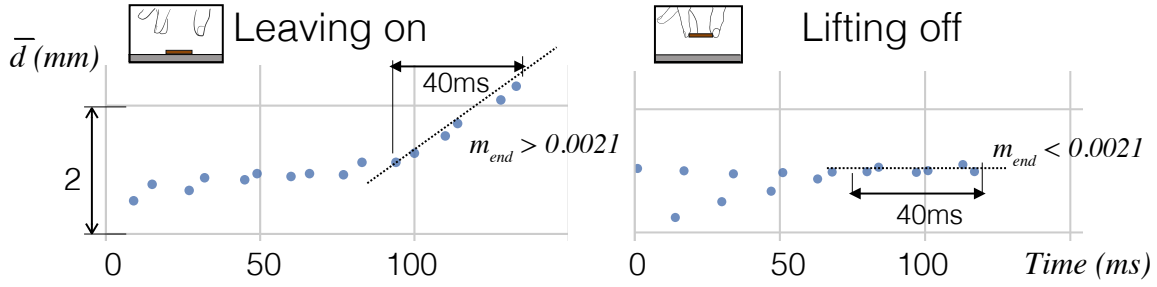 Leaving on
Lifting off
d̅ (mm)
40ms
m_end > 0.0021
m_end < 0.0021
2
40ms
0 50 100
0 50 100 Time (ms)